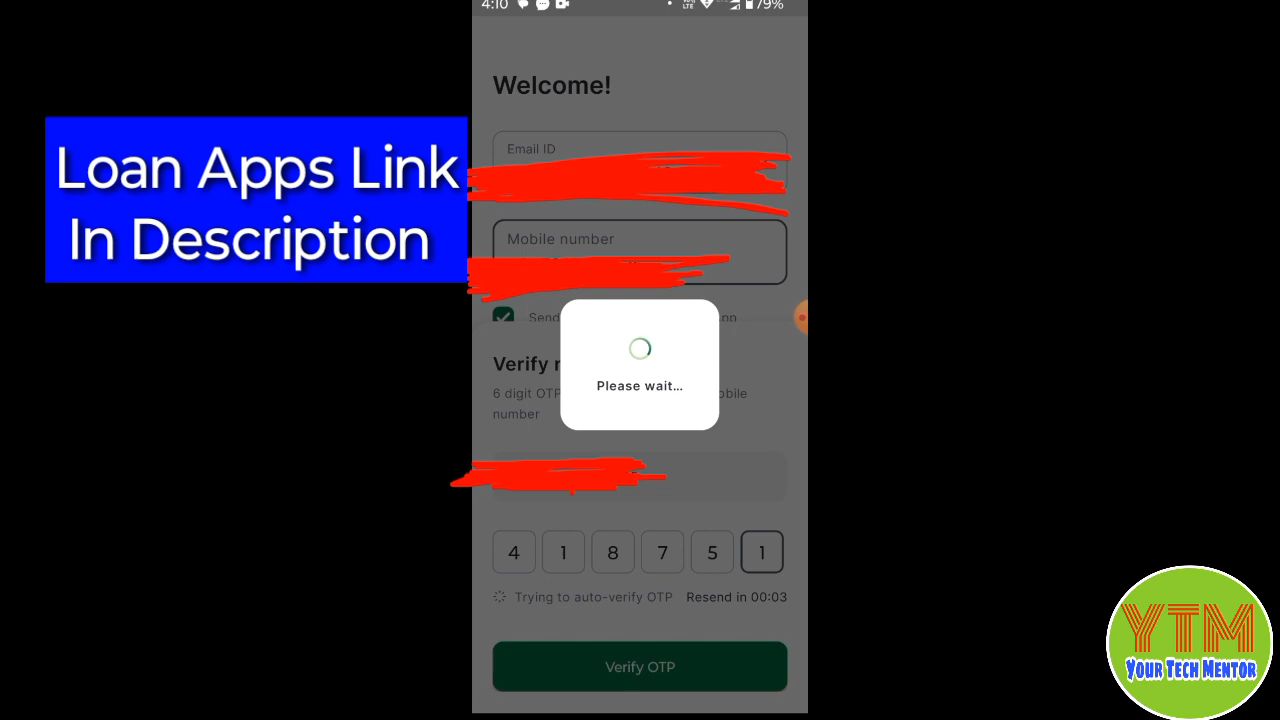 4:10
LTE
79%
Welcome!
Email ID
Loan Apps Link
In Description
Mobile number
Send
Please wait...
Verify
6 digit OTP
number
4 1 8 7 5 1
Trying to auto-verify OTP Resend in 00:03
Verify OTP
YTM
YOUR TECH MENTOR